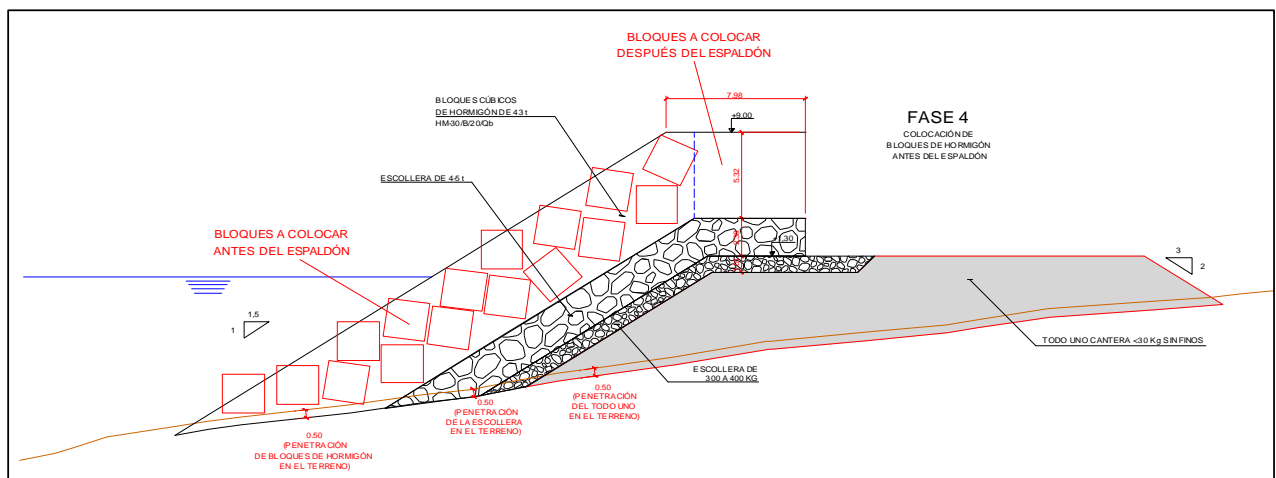 BLOQUES A COLOCAR
DESPUÉS DEL ESPALDÓN
7.98
+9.00
BLOQUES CÚBICOS
DE HORMIGÓN DE 43 t
HM-30/B/20/Qb
FASE 4
COLOCACIÓN DE
BLOQUES DE HORMIGÓN
ANTES DEL ESPALDÓN
5.32
ESCOLLERA DE 4-5 t
BLOQUES A COLOCAR
ANTES DEL ESPALDÓN
+1.30
3
2
1,5
1
TODO UNO CANTERA <30 Kg SIN FINOS
ESCOLLERA DE
300 A 400 KG
0.50
(PENETRACIÓN
DEL TODO UNO
EN EL TERRENO)
0.50
(PENETRACIÓN
DE LA ESCOLLERA
EN EL TERRENO)
0.50
(PENETRACIÓN
DE BLOQUES DE HORMIGÓN
EN EL TERRENO)